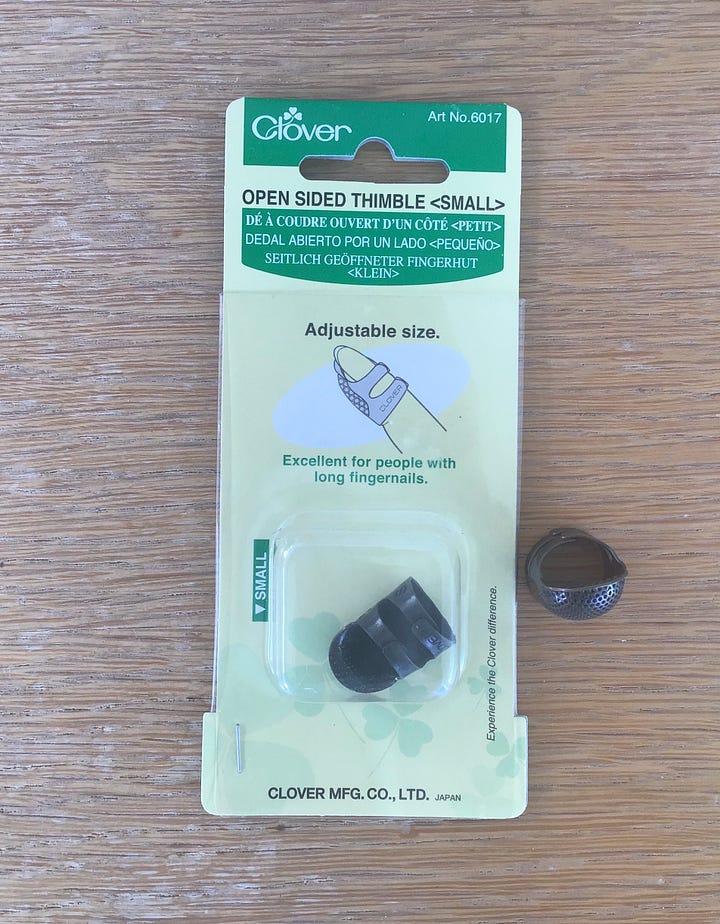 Clover
Art No.6017
OPEN SIDED THIMBLE <SMALL>
DÉ À COUDRE OUVERT D'UN CÔTÉ <PETIT>
DEDAL ABIERTO POR UN LADO <PEQUEÑO>
SEITLICH GEÖFFNETER FINGERHUT
<KLEIN>
Adjustable size.
CLOVER
Excellent for people with
long fingernails.
▼ SMALL
Experience the Clover difference.
CLOVER MFG.CO., LTD. JAPAN